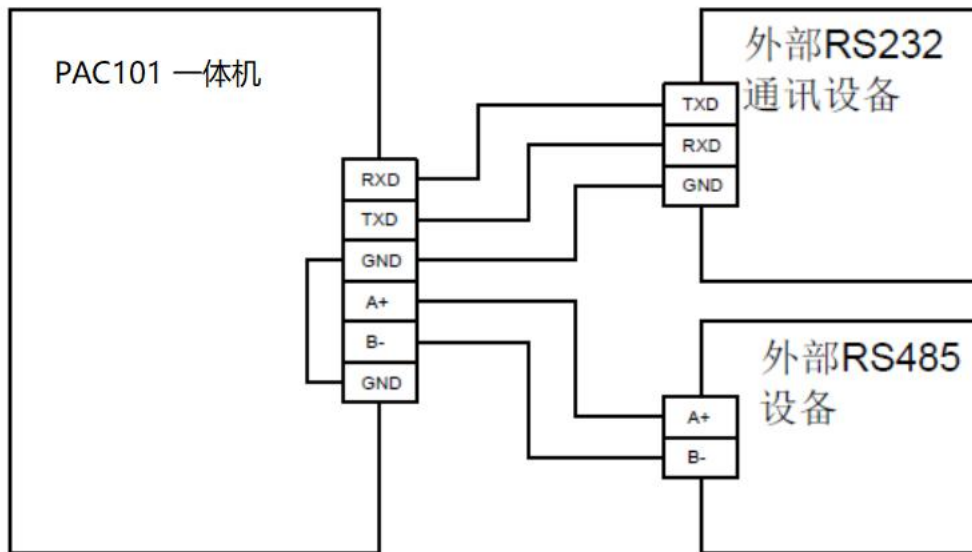 PAC101 一体机
RXD
TXD
GND
A+
B-
GND
外部RS232
通讯设备
TXD
RXD
GND
外部RS485
设备
A+
B-